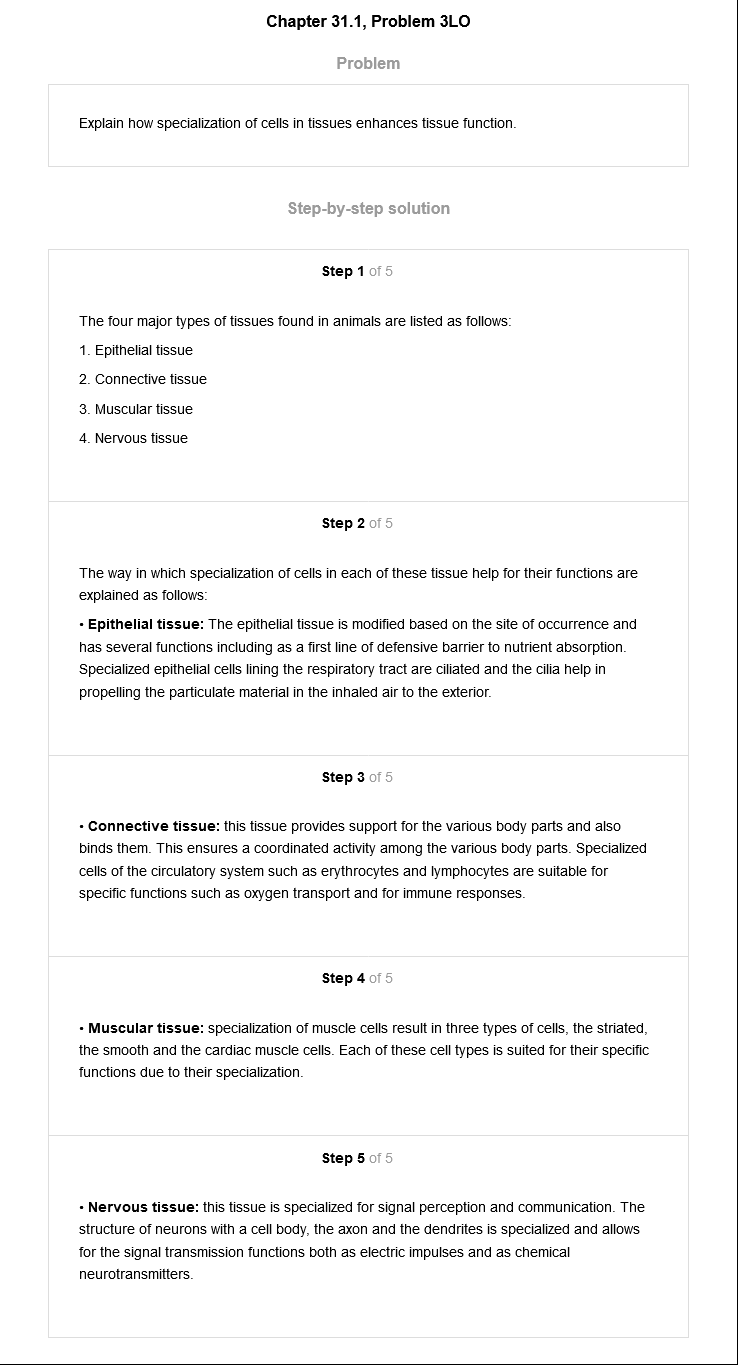 Chapter 31.1, Problem 3LO
Problem
Explain how specialization of cells in tissues enhances tissue function.
Step-by-step solution
Step 1 of 5
The four major types of tissues found in animals are listed as follows:
1. Epithelial tissue
2. Connective tissue
3. Muscular tissue
4. Nervous tissue
Step 2 of 5
The way in which specialization of cells in each of these tissue help for their functions are
explained as follows:
• Epithelial tissue: The epithelial tissue is modified based on the site of occurrence and
has several functions including as a first line of defensive barrier to nutrient absorption.
Specialized epithelial cells lining the respiratory tract are ciliated and the cilia help in
propelling the particulate material in the inhaled air to the exterior.
Step 3 of 5
• Connective tissue: this tissue provides support for the various body parts and also
binds them. This ensures a coordinated activity among the various body parts. Specialized
cells of the circulatory system such as erythrocytes and lymphocytes are suitable for
specific functions such as oxygen transport and for immune responses.
Step 4 of 5
• Muscular tissue: specialization of muscle cells result in three types of cells, the striated,
the smooth and the cardiac muscle cells. Each of these cell types is suited for their specific
functions due to their specialization.
Step 5 of 5
• Nervous tissue: this tissue is specialized for signal perception and communication. The
structure of neurons with a cell body, the axon and the dendrites is specialized and allows
for the signal transmission functions both as electric impulses and as chemical
neurotransmitters.